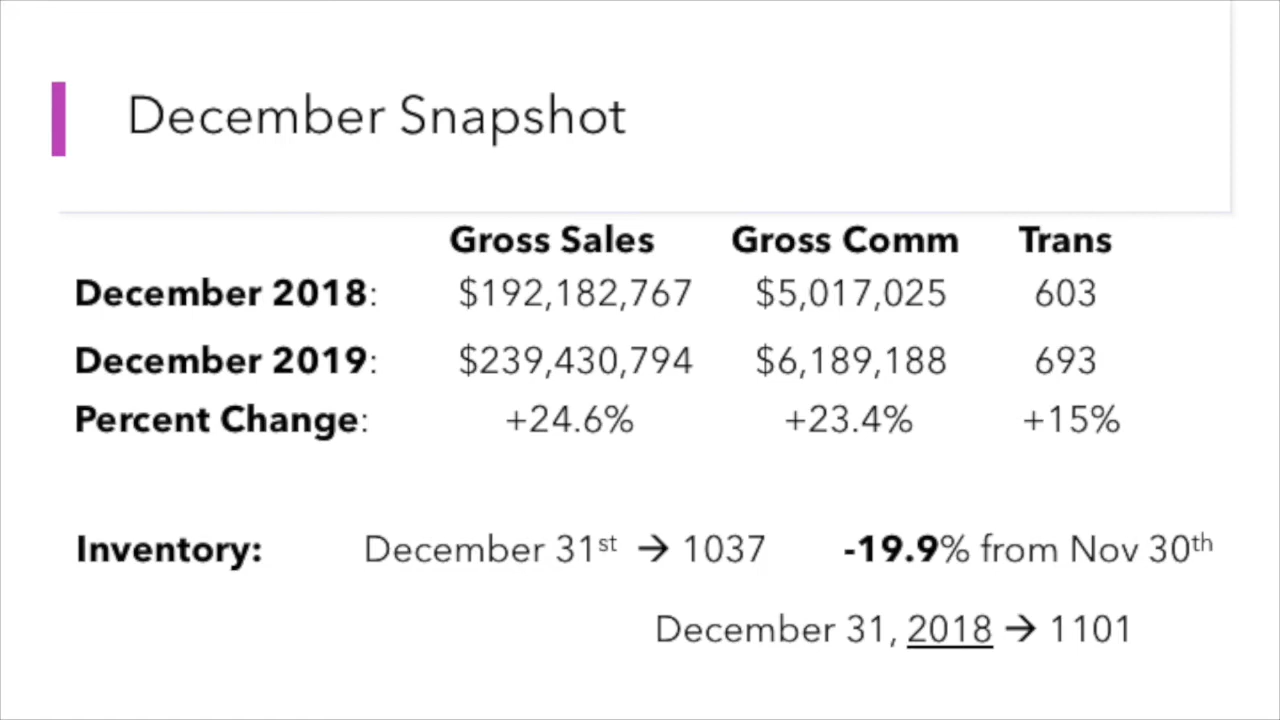 December Snapshot
Gross Sales Gross Comm Trans
December 2018: $192,182,767 $5,017,025 603
December 2019: $239,430,794 $6,189,188 693
Percent Change: +24.6% +23.4% +15%
Inventory: December 31st → 1037 -19.9% from Nov 30th
December 31, 2018 → 1101